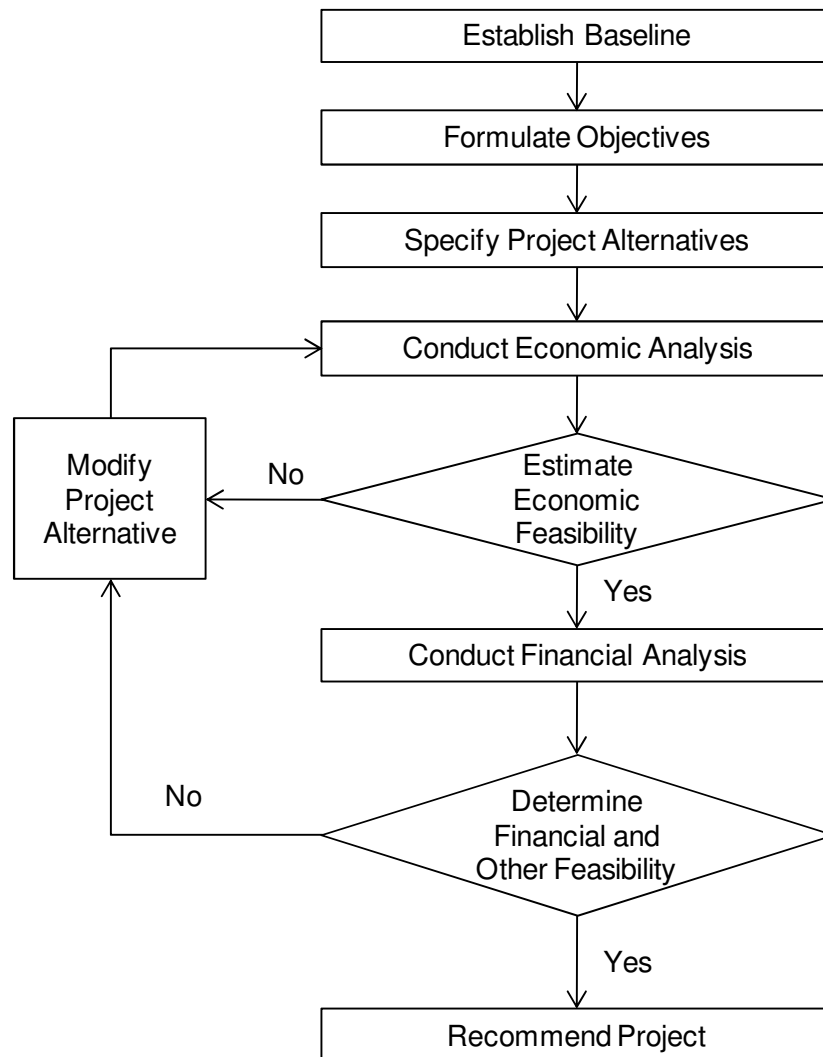 Establish Baseline
Formulate Objectives
Specify Project Alternatives
Conduct Economic Analysis
Modify
Project
Alternative
No
Estimate
Economic
Feasibility
Yes
Conduct Financial Analysis
No
Determine
Financial and
Other Feasibility
Yes
Recommend Project